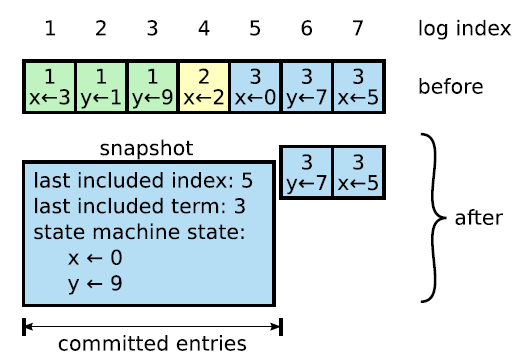 1 2 3 4 5 6 7 log index
1 1 1 2 3 3 3
x←3 y←1 y←9 x←2 x←0 y←7 x←5
before
snapshot
3 3
y←7 x←5
last included index: 5
last included term: 3
state machine state:
x ← 0
y ← 9
after
committed entries